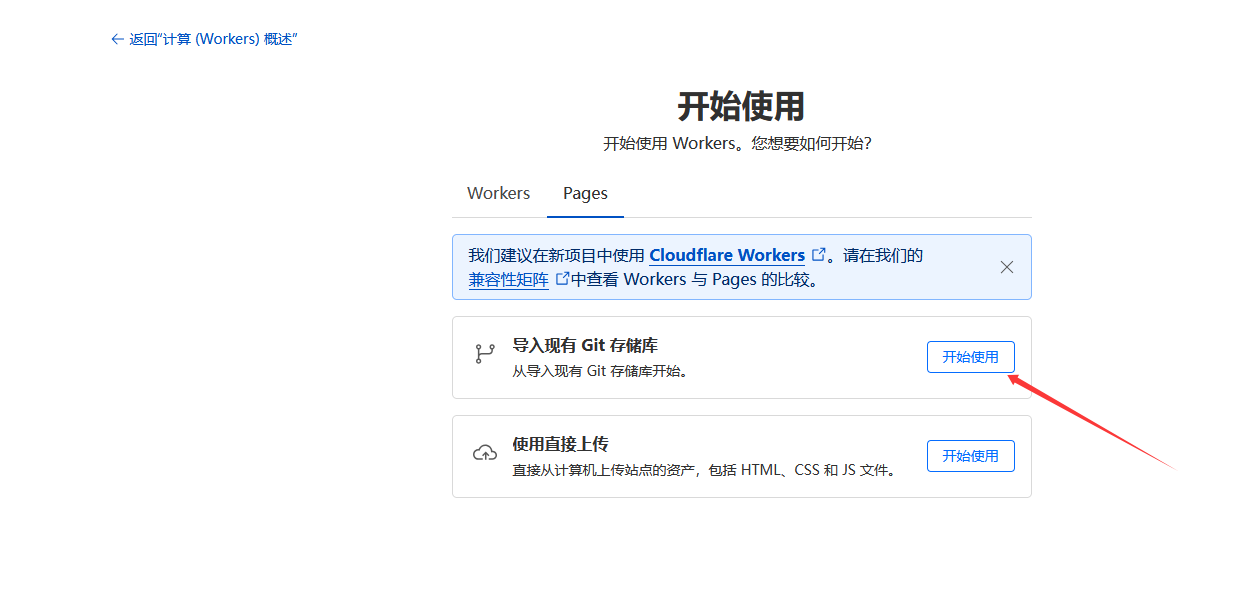 ← 返回“计算 (Workers) 概述”
开始使用
开始使用 Workers。您想要如何开始？
Workers Pages
我们建议在新项目中使用 Cloudflare Workers 。请在我们的
兼容性矩阵 中查看 Workers 与 Pages 的比较。
导入现有 Git 存储库
从导入现有 Git 存储库开始。
开始使用
使用直接上传
直接从计算机上传站点的资产，包括 HTML、CSS 和 JS 文件。
开始使用